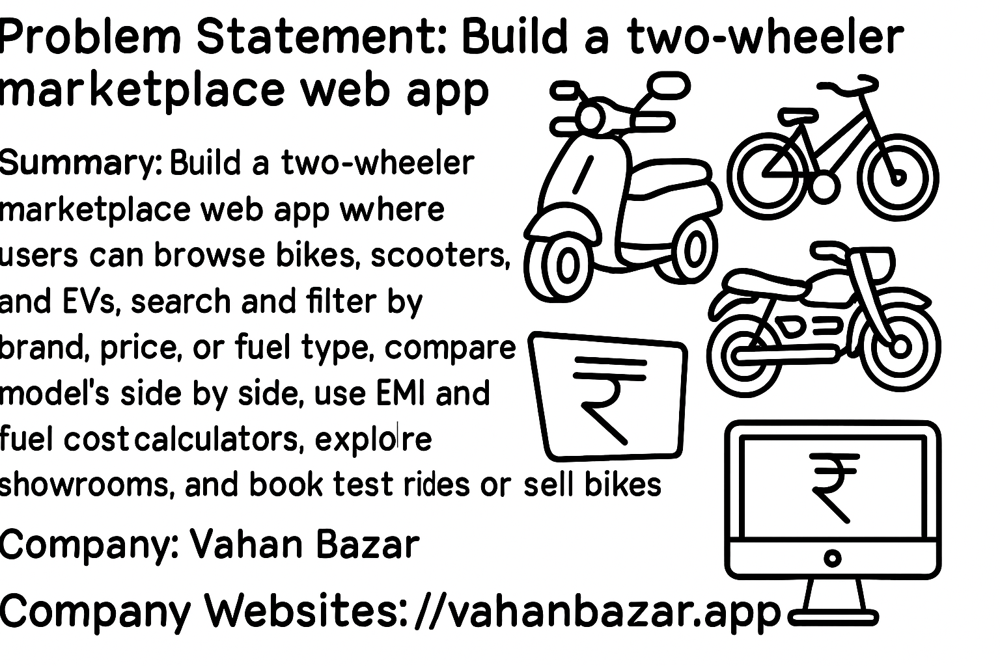 Problem Statement: Build a two-wheeler
marketplace web app
Summary: Build a two-wheeler
marketplace web app where
users can browse bikes, scooters,
and EVs, search and filter by
brand, price, or fuel type, compare
model's side by side, use EMI and
fuel cost calculators, explore
showrooms, and book test rides or sell bikes
₹
₹
Company: Vahan Bazar
Company Websites: //vahanbazar.app